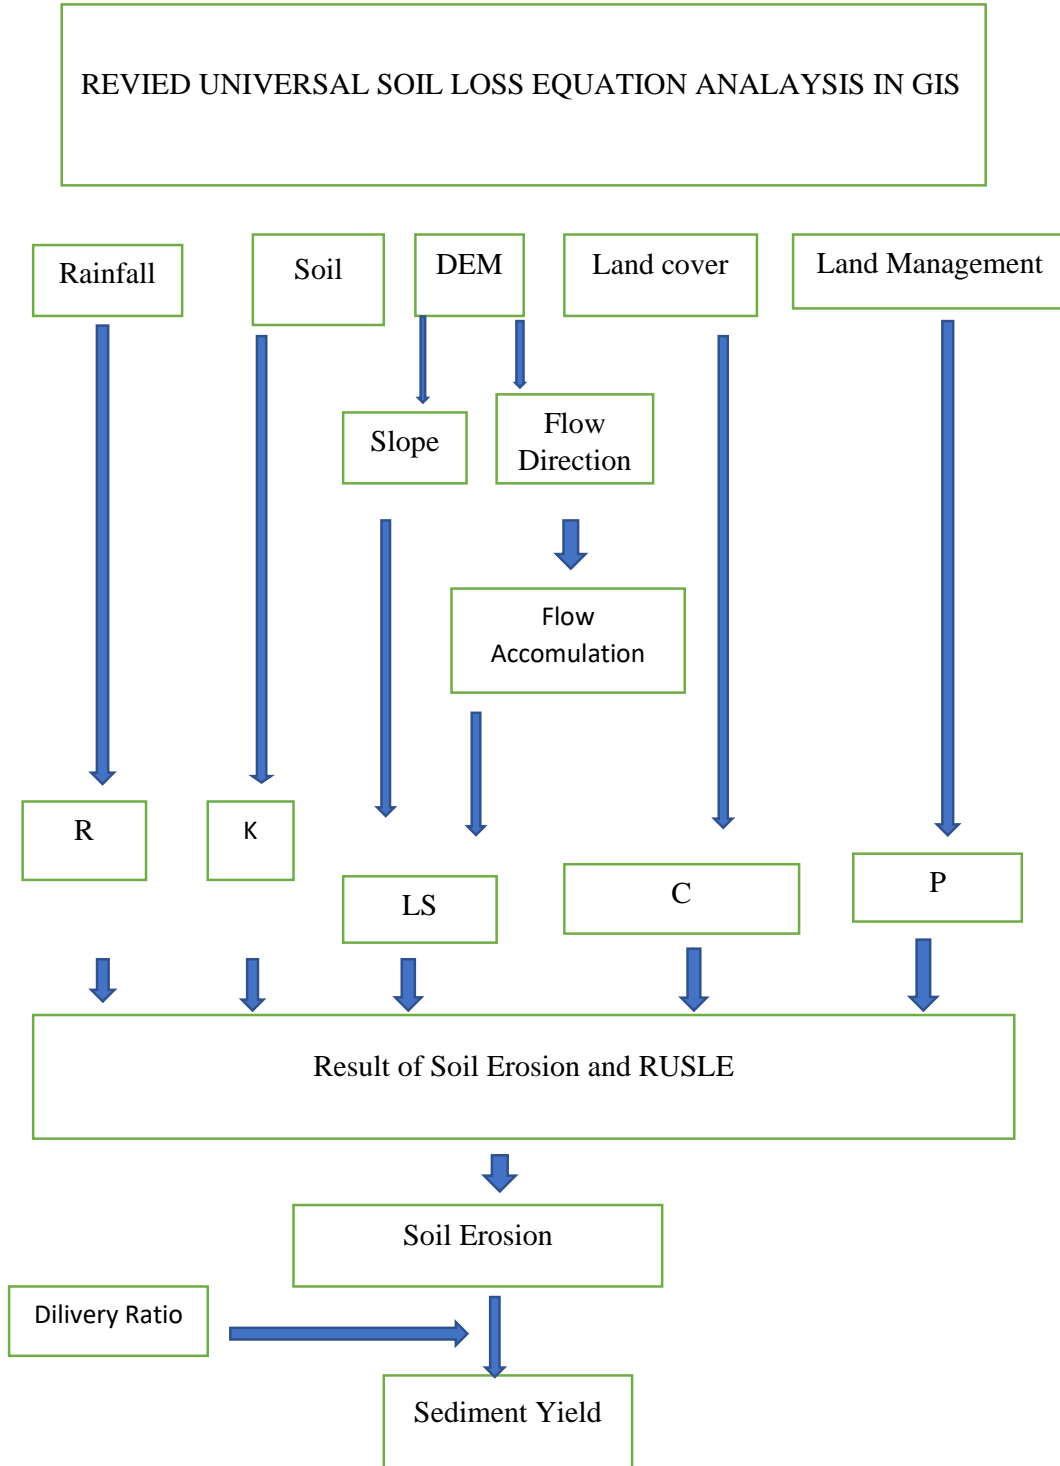 REVIED UNIVERSAL SOIL LOSS EQUATION ANALAYSIS IN GIS
Rainfall
Soil
DEM
Land cover
Land Management
Slope
Flow
Direction
Flow
Accomulation
R
K
LS
C
P
Result of Soil Erosion and RUSLE
Soil Erosion
Dilivery Ratio
Sediment Yield